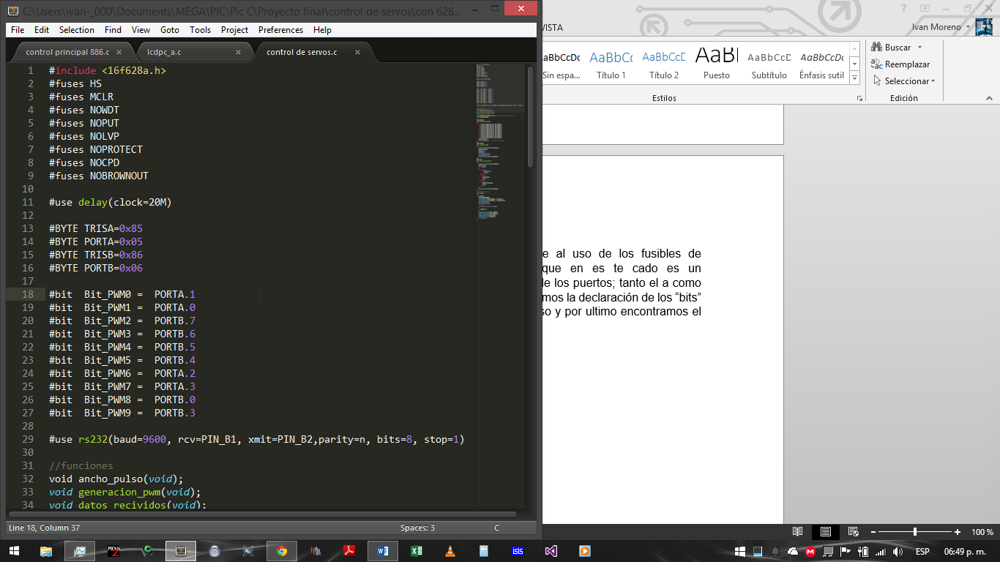 C:\Users\ivan-_000\Documents\MEGA\PIC\Pic C\Proyecto final\control de servos\con 628...
File Edit Selection Find View Goto Tools Project Preferences Help
control principal 886.c × lcdpc_a.c × control de servos.c ×
1 #include <16f628a.h>
2 #fuses HS
3 #fuses MCLR
4 #fuses NOWDT
5 #fuses NOPUT
6 #fuses NOLVP
7 #fuses NOPROTECT
8 #fuses NOCPD
9 #fuses NOBROWNOUT
10
11 #use delay(clock=20M)
12
13 #BYTE TRISA=0x85
14 #BYTE PORTA=0x05
15 #BYTE TRISB=0x86
16 #BYTE PORTB=0x06
17
18 #bit  Bit_PWM0 =  PORTA.1
19 #bit  Bit_PWM1 =  PORTA.0
20 #bit  Bit_PWM2 =  PORTB.7
21 #bit  Bit_PWM3 =  PORTB.6
22 #bit  Bit_PWM4 =  PORTB.5
23 #bit  Bit_PWM5 =  PORTB.4
24 #bit  Bit_PWM6 =  PORTA.2
25 #bit  Bit_PWM7 =  PORTA.3
26 #bit  Bit_PWM8 =  PORTB.0
27 #bit  Bit_PWM9 =  PORTB.3
28
29 #use rs232(baud=9600, rcv=PIN_B1, xmit=PIN_B2,parity=n, bits=8, stop=1)
30
31 //funciones
32 void ancho_pulso(void);
33 void generacion_pwm(void);
34 void datos_recividos(void);
Line 18, Column 37 Spaces: 3 C
VISTA Ivan Moreno
AaBbCcDc AaBbCc AaBbCcD AaB AaBbCcD AaBbCcDc
Sin espa... Título 1 Título 2 Puesto Subtítulo Énfasis sutil
Estilos
Buscar
Reemplazar
Seleccionar
Edición
e al uso de los fusibles de
que en es te cado es un
de los puertos; tanto el a como
mos la declaración de los “bits”
so y por ultimo encontramos el
100 %
isis ESP 06:49 p. m.